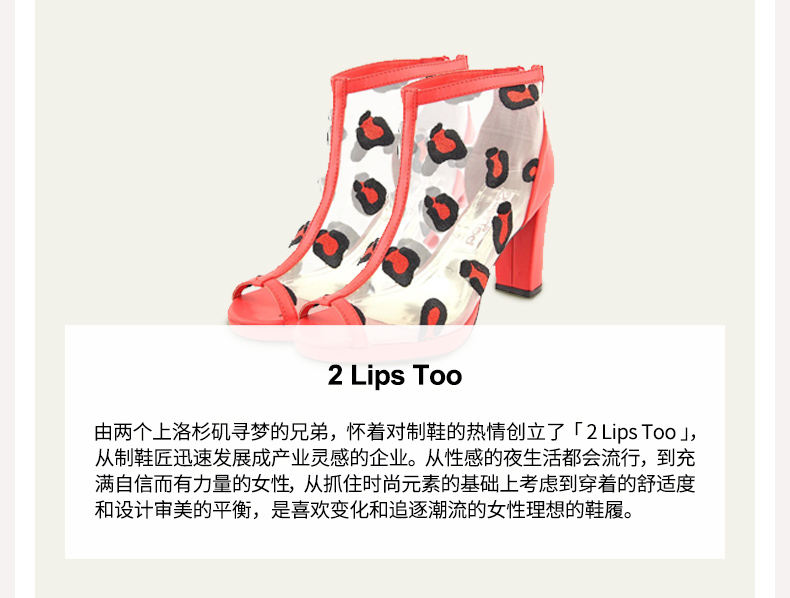 2 Lips Too
由两个上洛杉矶寻梦的兄弟，怀着对制鞋的热情创立了「2 Lips Too」，
从制鞋匠迅速发展成产业灵感的企业。从性感的夜生活都会流行，到充
满自信而有力量的女性，从抓住时尚元素的基础上考虑到穿着的舒适度
和设计审美的平衡，是喜欢变化和追逐潮流的女性理想的鞋履。